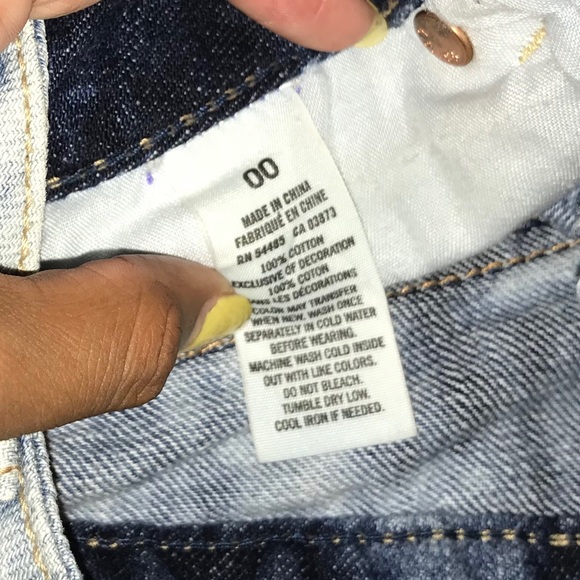 00
MADE IN CHINA
FABRIQUÉ EN CHINE
RN 54485 CA 03873
100% COTTON
EXCLUSIVE OF DECORATION
100% COTON
LES DÉCORATIONS
COLOR MAY TRANSFER
WHEN NEW. WASH ONCE
SEPARATELY IN COLD WATER
BEFORE WEARING.
MACHINE WASH COLD INSIDE
OUT WITH LIKE COLORS.
DO NOT BLEACH.
TUMBLE DRY LOW.
COOL IRON IF NEEDED.